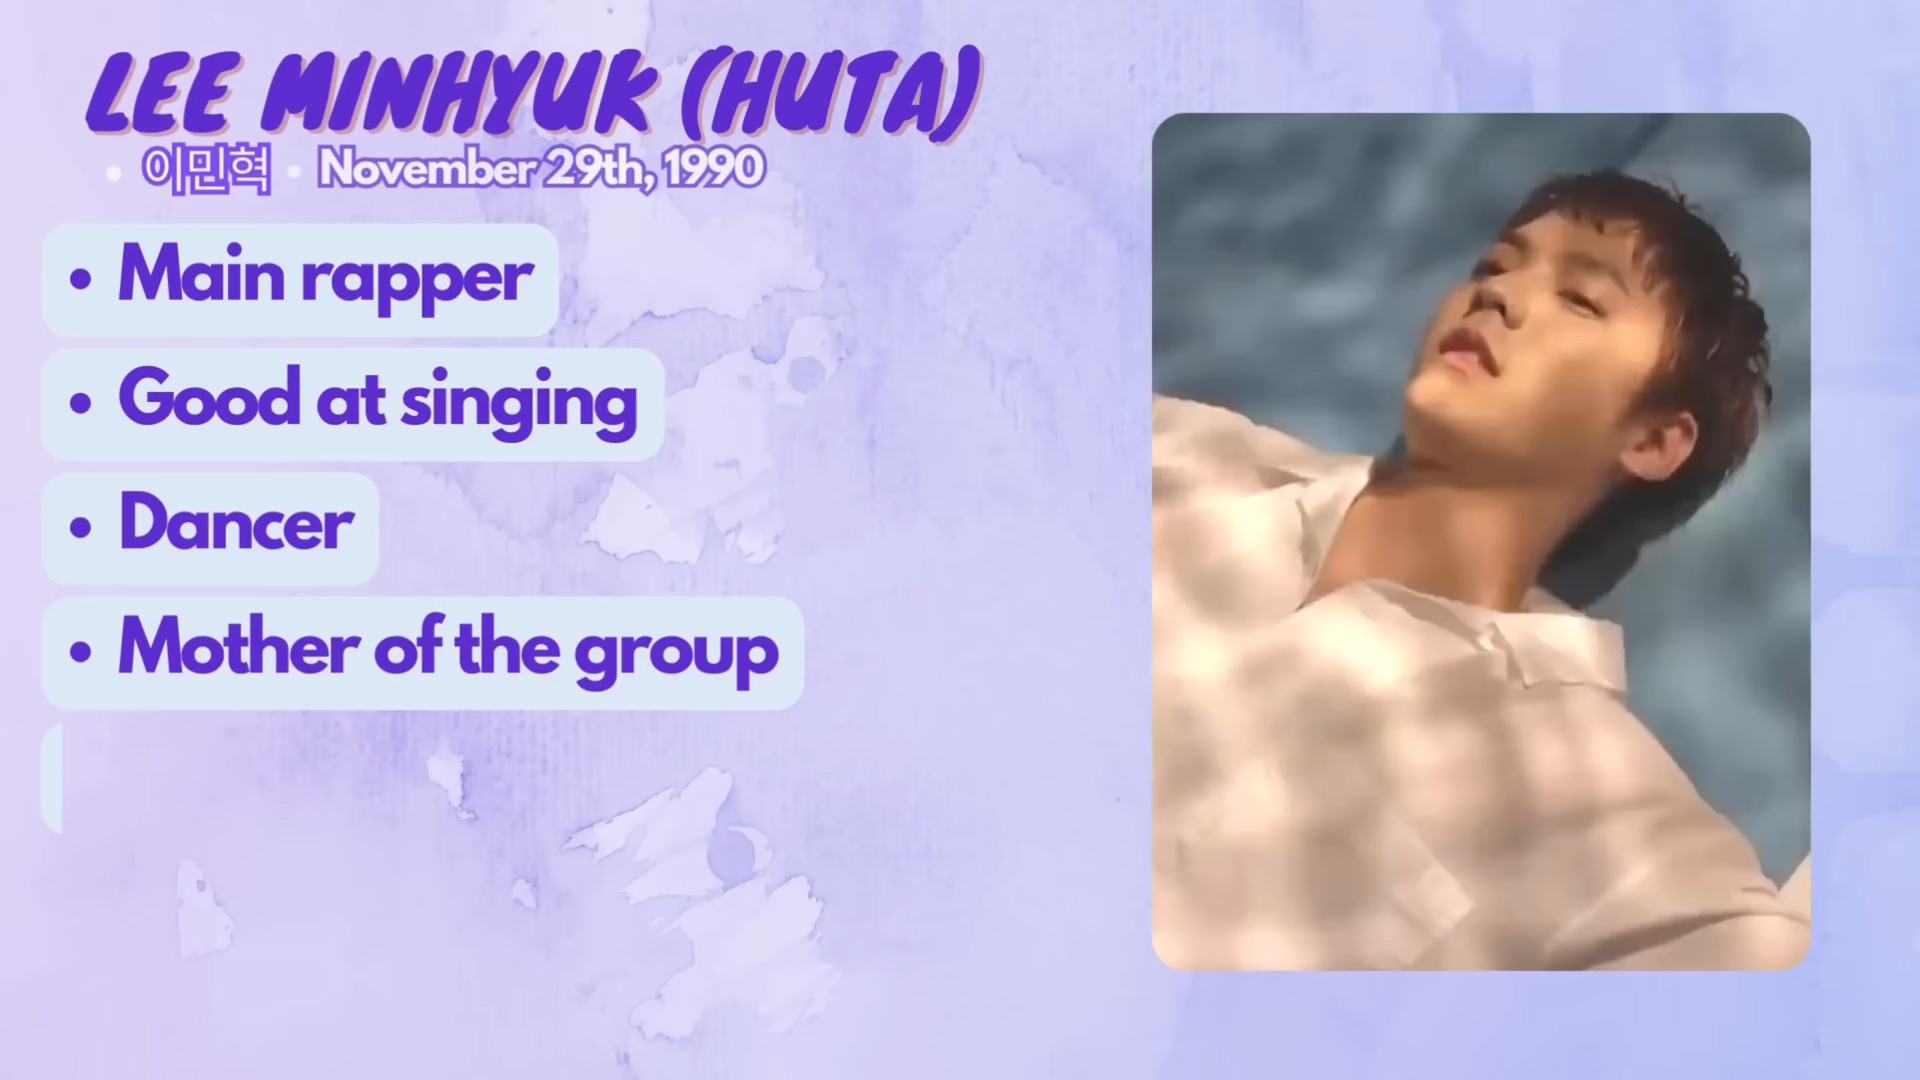 LEE MINHYUK (HUTA)
• 이민혁 • November 29th, 1990
• Main rapper
• Good at singing
• Dancer
• Mother of the group